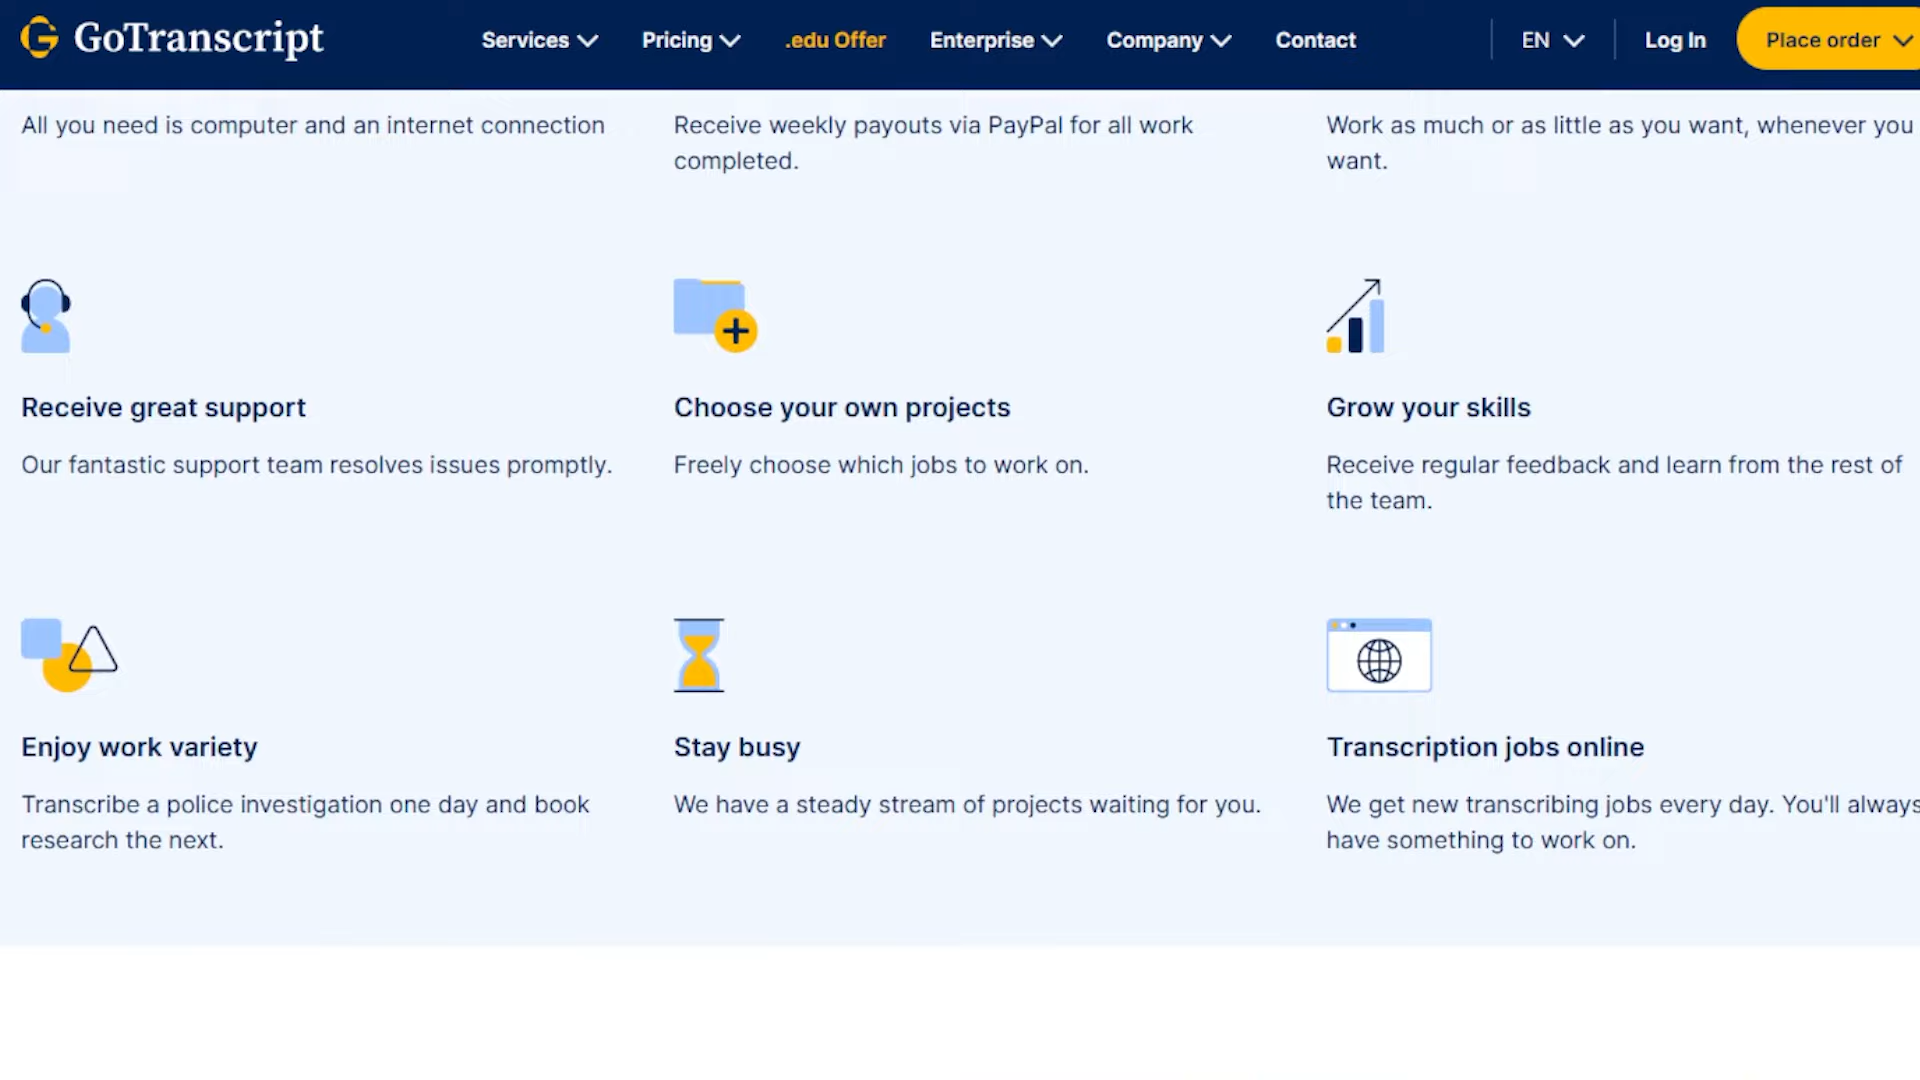 GoTranscript
Services
Pricing
.edu Offer
Enterprise
Company
Contact
EN
Log In
Place order
All you need is computer and an internet connection
Receive weekly payouts via PayPal for all work
completed.
Work as much or as little as you want, whenever you
want.
Receive great support
Our fantastic support team resolves issues promptly.
Choose your own projects
Freely choose which jobs to work on.
Grow your skills
Receive regular feedback and learn from the rest of
the team.
Enjoy work variety
Transcribe a police investigation one day and book
research the next.
Stay busy
We have a steady stream of projects waiting for you.
Transcription jobs online
We get new transcribing jobs every day. You'll always
have something to work on.